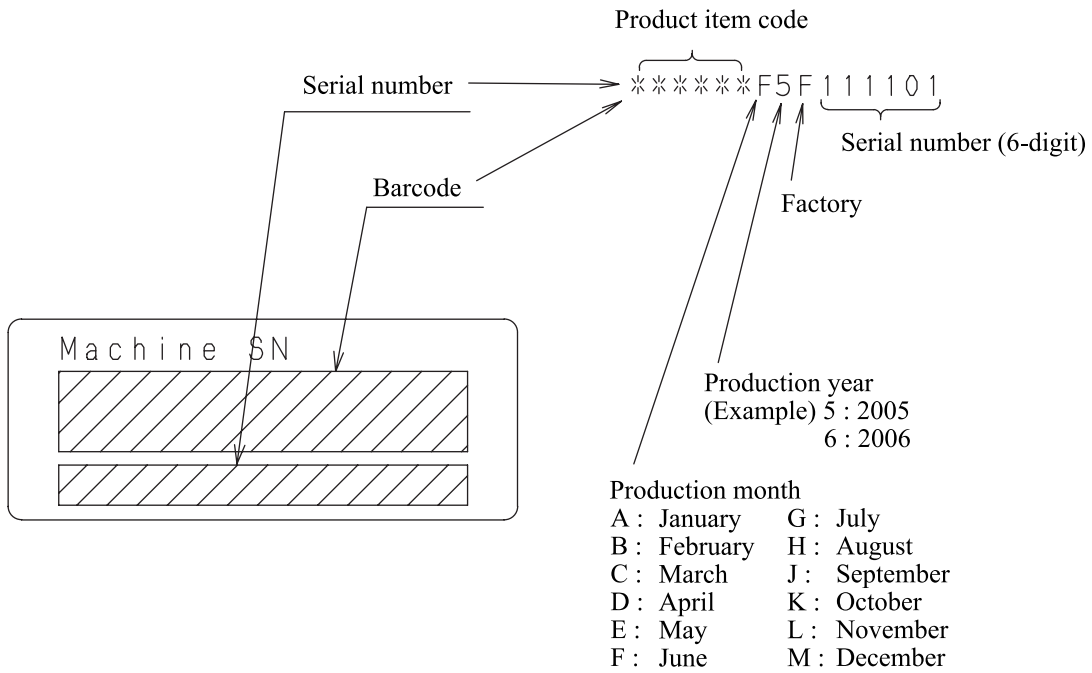 Product item code
Serial number
******F5F111101
Serial number (6-digit)
Barcode
Factory
Machine SN
Production year
(Example) 5 : 2005
6 : 2006
Production month
A : January G : July
B : February H : August
C : March J : September
D : April K : October
E : May L : November
F : June M : December